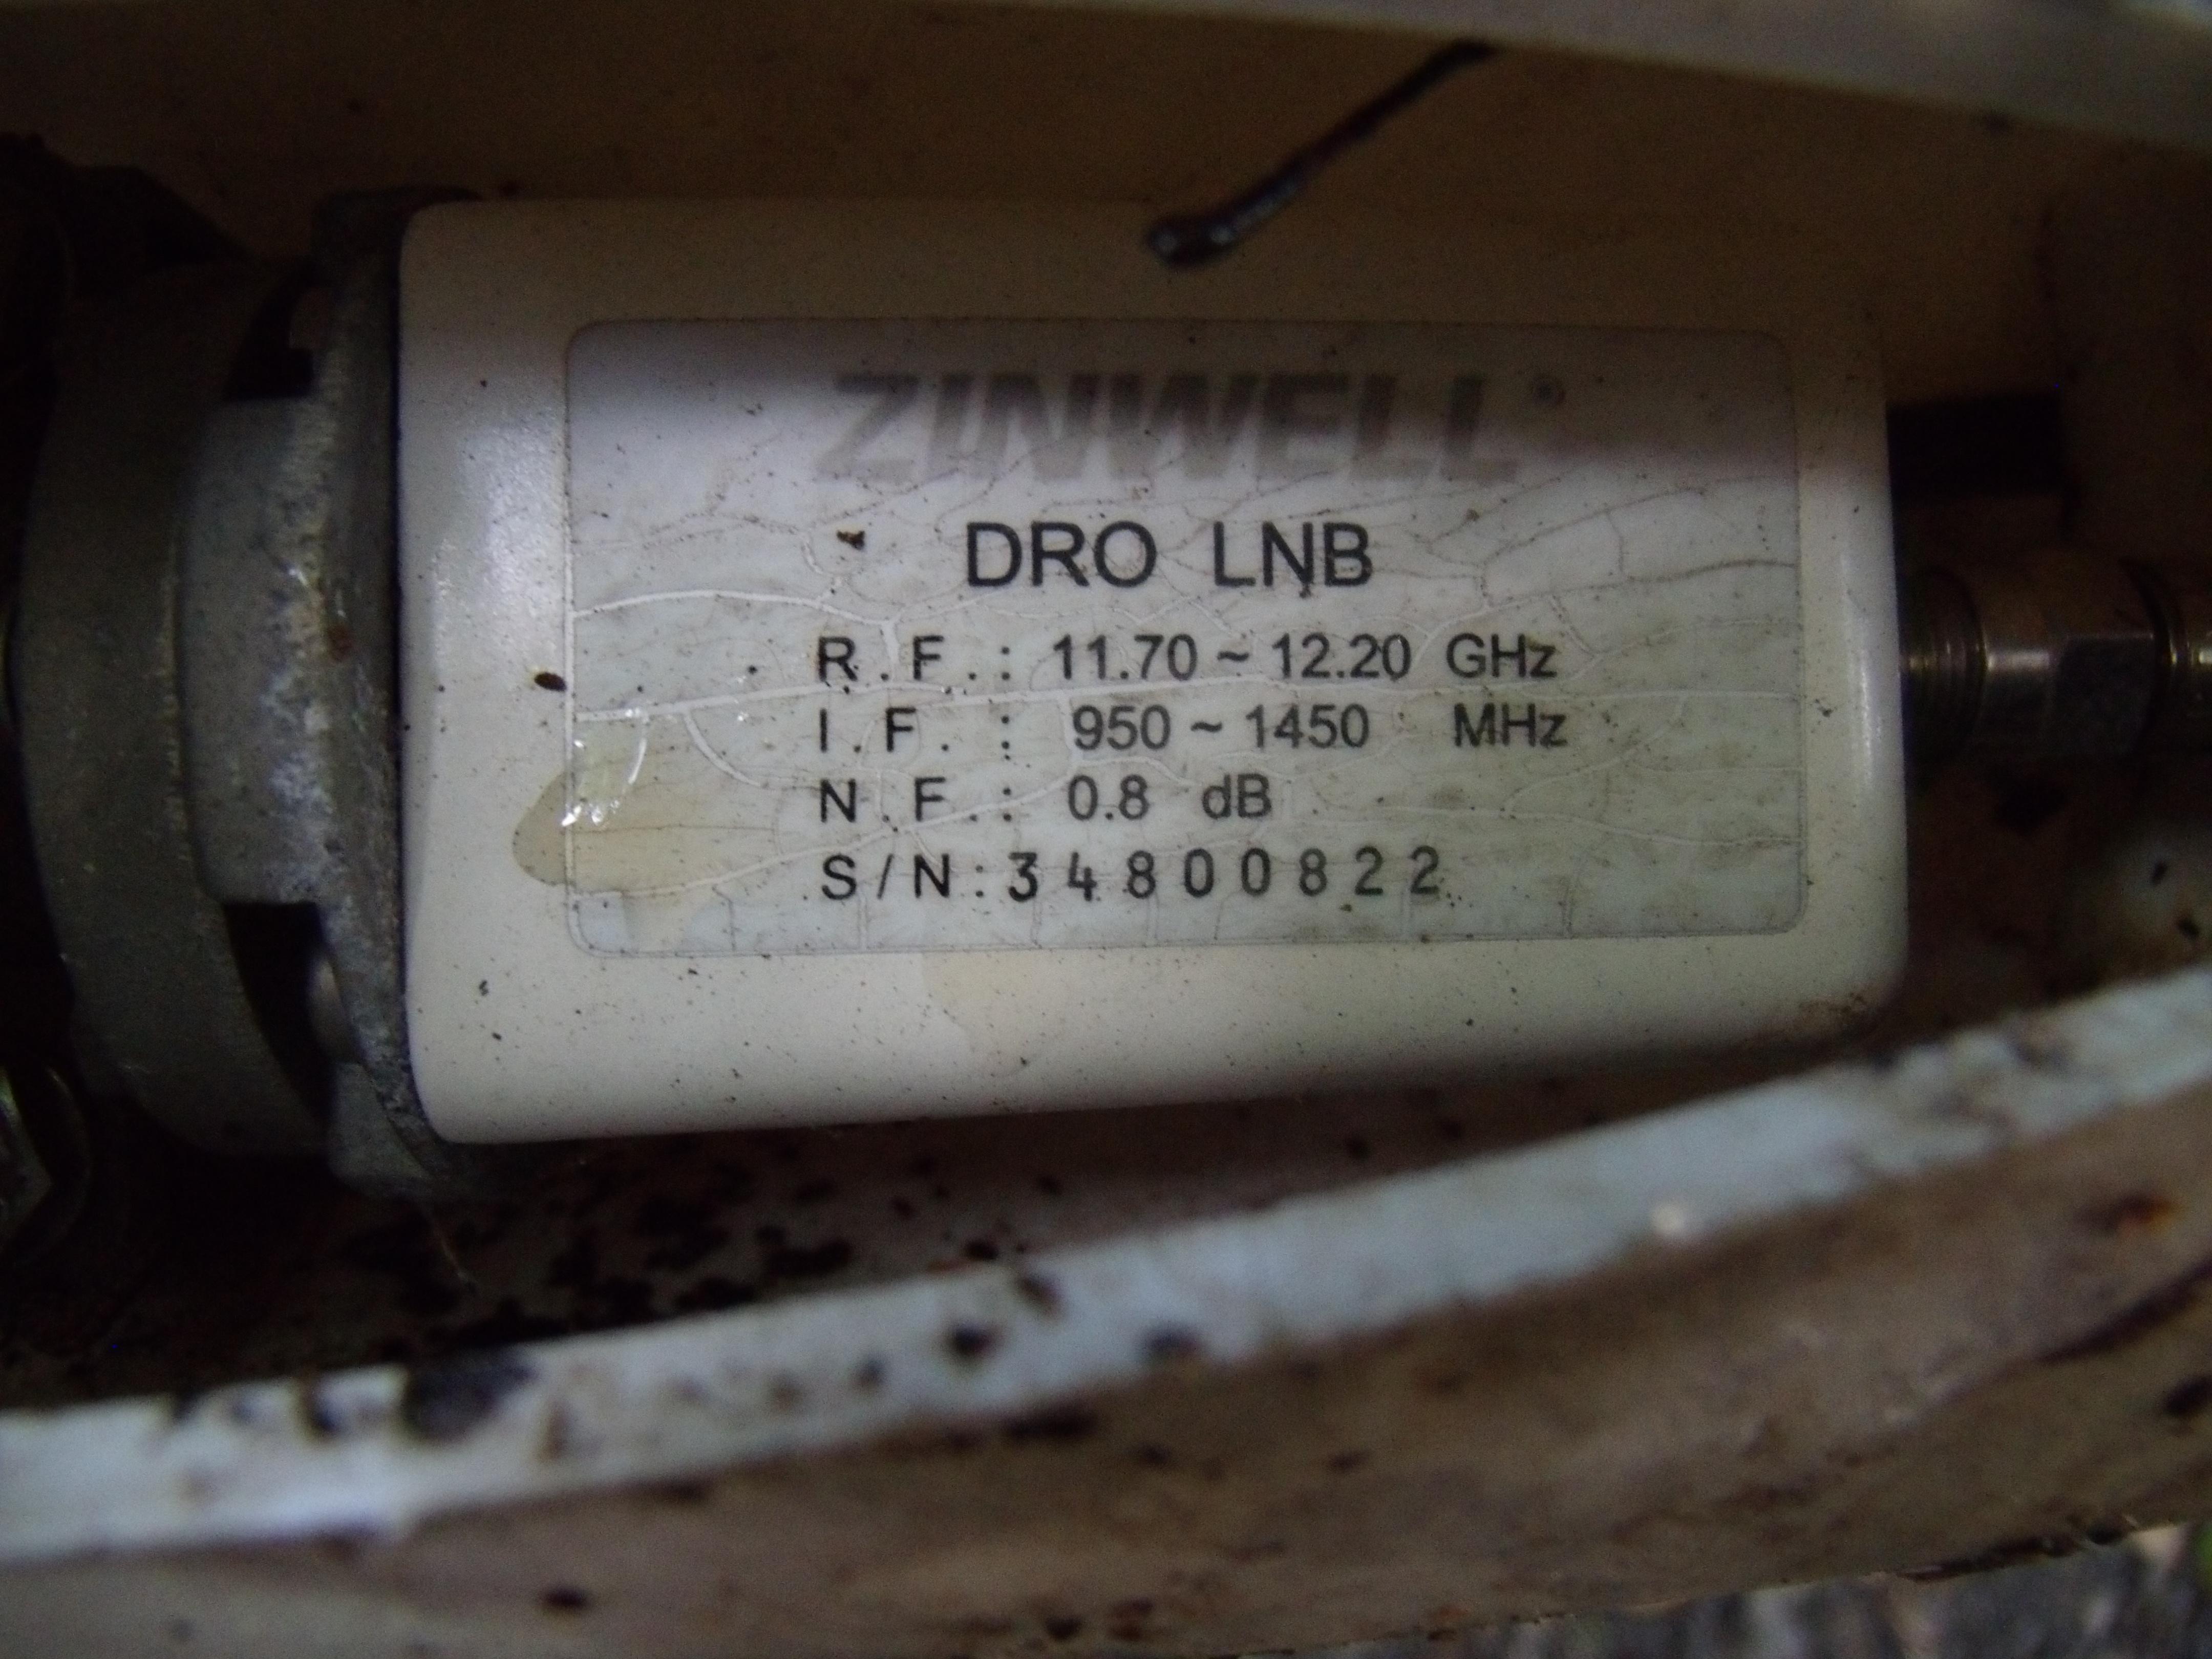 ZINWELL®
DRO LNB
R.F.: 11.70 ~ 12.20 GHz
I.F. : 950 ~ 1450 MHz
N.F.: 0.8 dB
S/N:34800822